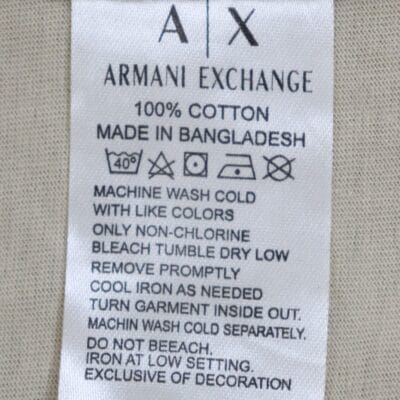 A|X
ARMANI EXCHANGE
100% COTTON
MADE IN BANGLADESH
40°
MACHINE WASH COLD
WITH LIKE COLORS
ONLY NON-CHLORINE
BLEACH TUMBLE DRY LOW
REMOVE PROMPTLY
COOL IRON AS NEEDED
TURN GARMENT INSIDE OUT.
MACHIN WASH COLD SEPARATELY.
DO NOT BEEACH.
IRON AT LOW SETTING.
EXCLUSIVE OF DECORATION